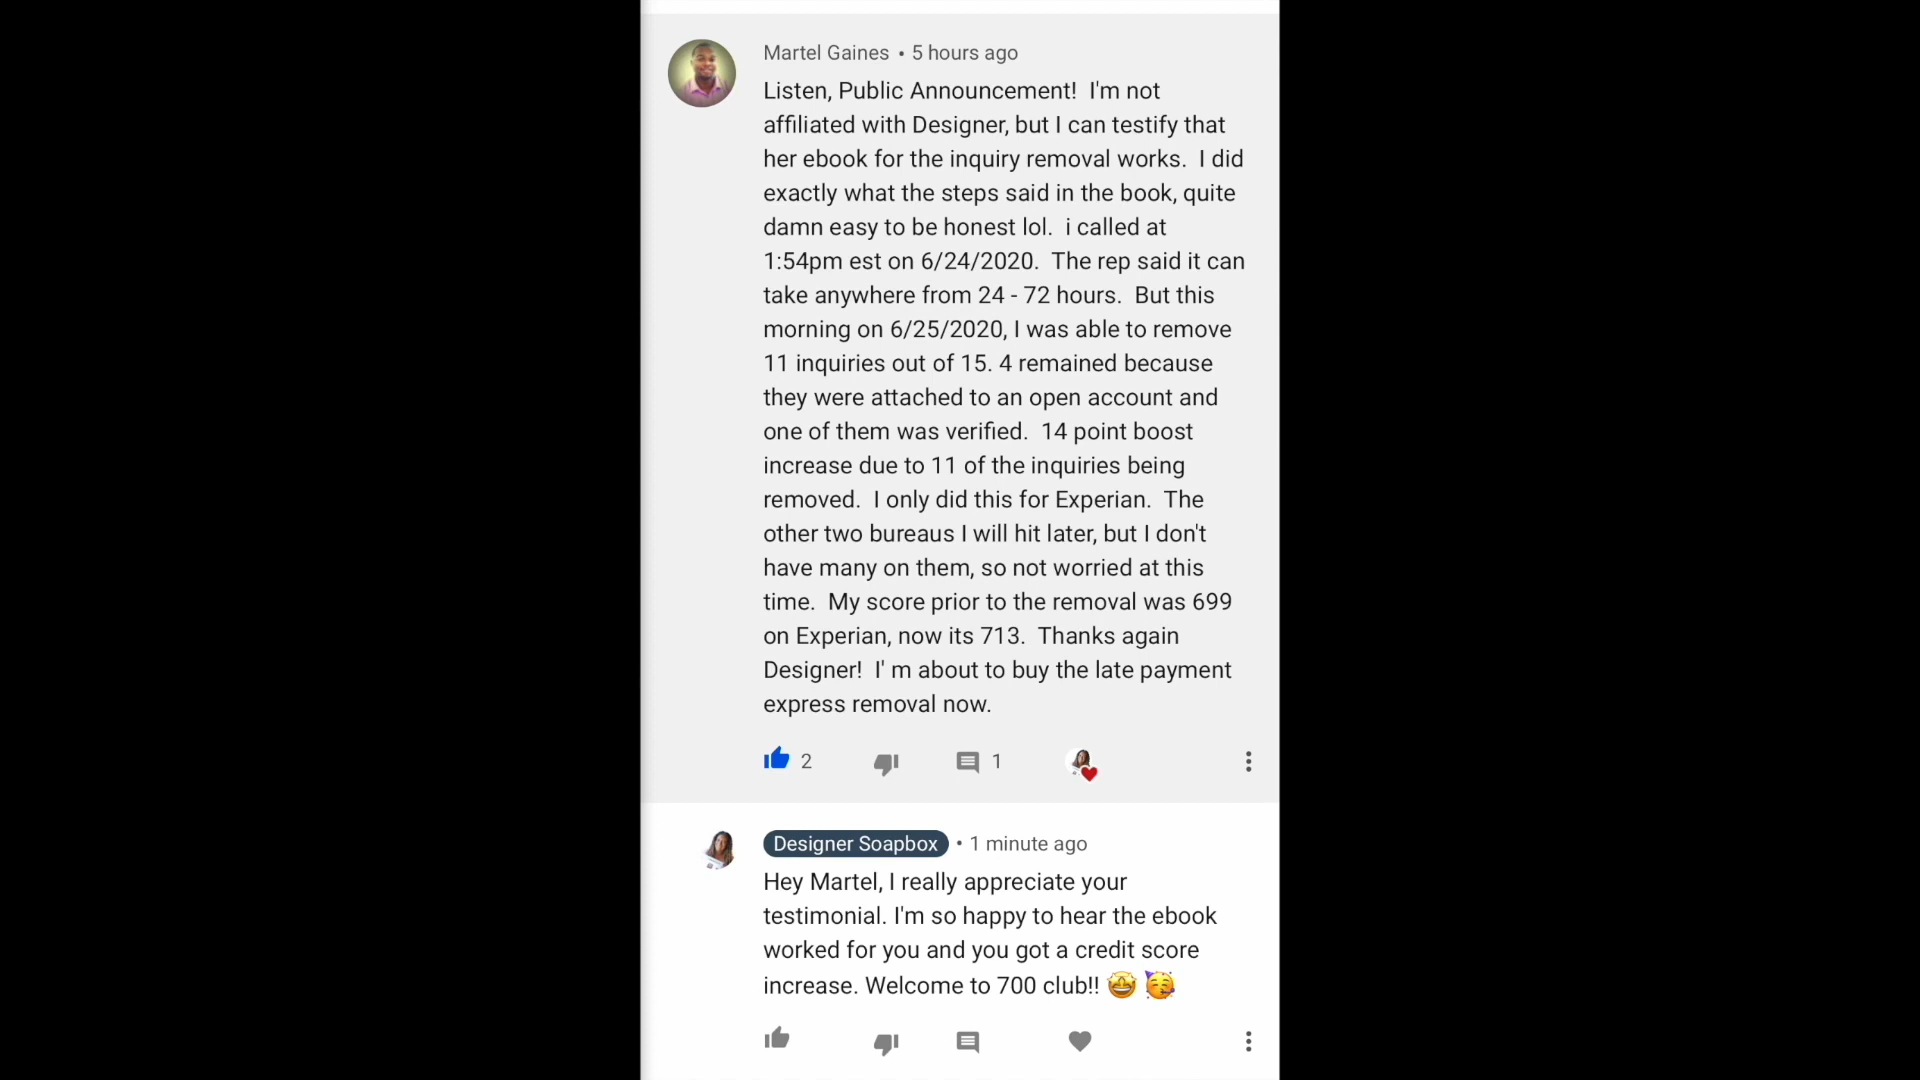 Martel Gaines • 5 hours ago
Listen, Public Announcement!  I'm not
affiliated with Designer, but I can testify that
her ebook for the inquiry removal works.  I did
exactly what the steps said in the book, quite
damn easy to be honest lol.  i called at
1:54pm est on 6/24/2020.  The rep said it can
take anywhere from 24 - 72 hours.  But this
morning on 6/25/2020, I was able to remove
11 inquiries out of 15. 4 remained because
they were attached to an open account and
one of them was verified.  14 point boost
increase due to 11 of the inquiries being
removed.  I only did this for Experian.  The
other two bureaus I will hit later, but I don't
have many on them, so not worried at this
time.  My score prior to the removal was 699
on Experian, now its 713.  Thanks again
Designer!  I' m about to buy the late payment
express removal now.
2 1
Designer Soapbox • 1 minute ago
Hey Martel, I really appreciate your
testimonial. I'm so happy to hear the ebook
worked for you and you got a credit score
increase. Welcome to 700 club!! 🤩 🥳